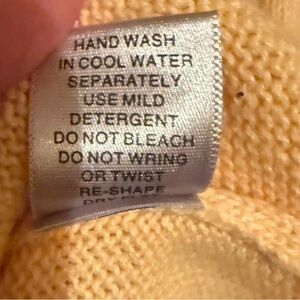 HAND WASH
IN COOL WATER
SEPARATELY
USE MILD
DETERGENT
DO NOT BLEACH
DO NOT WRING
OR TWIST
RE-SHAPE
DRY